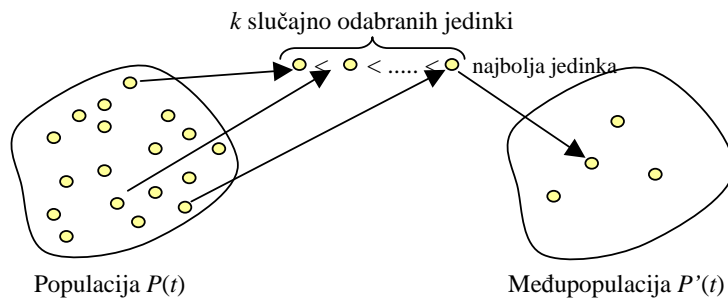 k slučajno odabranih jedinki
< < ..... < najbolja jedinka
Populacija P(t)
Međupopulacija P’(t)